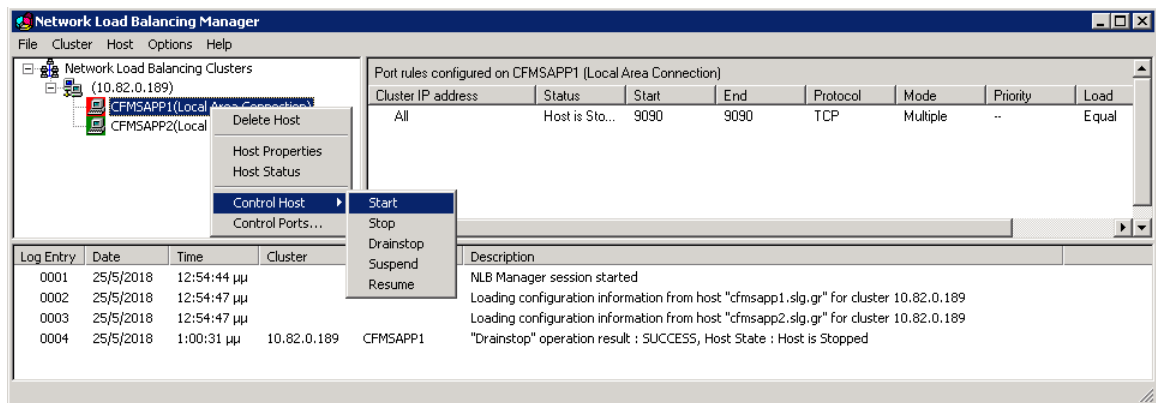 Network Load Balancing Manager
File Cluster Host Options Help
Network Load Balancing Clusters
(10.82.0.189)
CFMSAPP1(Local Area Connection)
CFMSAPP2(Local
Delete Host
Host Properties
Host Status
Control Host
Control Ports...
Start
Stop
Drainstop
Suspend
Resume
Port rules configured on CFMSAPP1 (Local Area Connection)
Cluster IP address Status Start End Protocol Mode Priority Load
All Host is Sto... 9090 9090 TCP Multiple -- Equal
Log Entry Date Time Cluster Description
0001 25/5/2018 12:54:44 μμ NLB Manager session started
0002 25/5/2018 12:54:47 μμ Loading configuration information from host "cfmsapp1.slg.gr" for cluster 10.82.0.189
0003 25/5/2018 12:54:47 μμ Loading configuration information from host "cfmsapp2.slg.gr" for cluster 10.82.0.189
0004 25/5/2018 1:00:31 μμ 10.82.0.189 CFMSAPP1 "Drainstop" operation result : SUCCESS, Host State : Host is Stopped